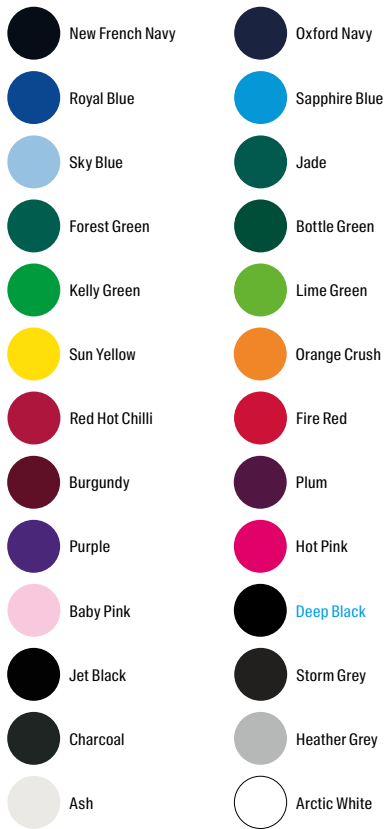 New French Navy
Oxford Navy
Royal Blue
Sapphire Blue
Sky Blue
Jade
Forest Green
Bottle Green
Kelly Green
Lime Green
Sun Yellow
Orange Crush
Red Hot Chilli
Fire Red
Burgundy
Plum
Purple
Hot Pink
Baby Pink
Deep Black
Jet Black
Storm Grey
Charcoal
Heather Grey
Ash
Arctic White